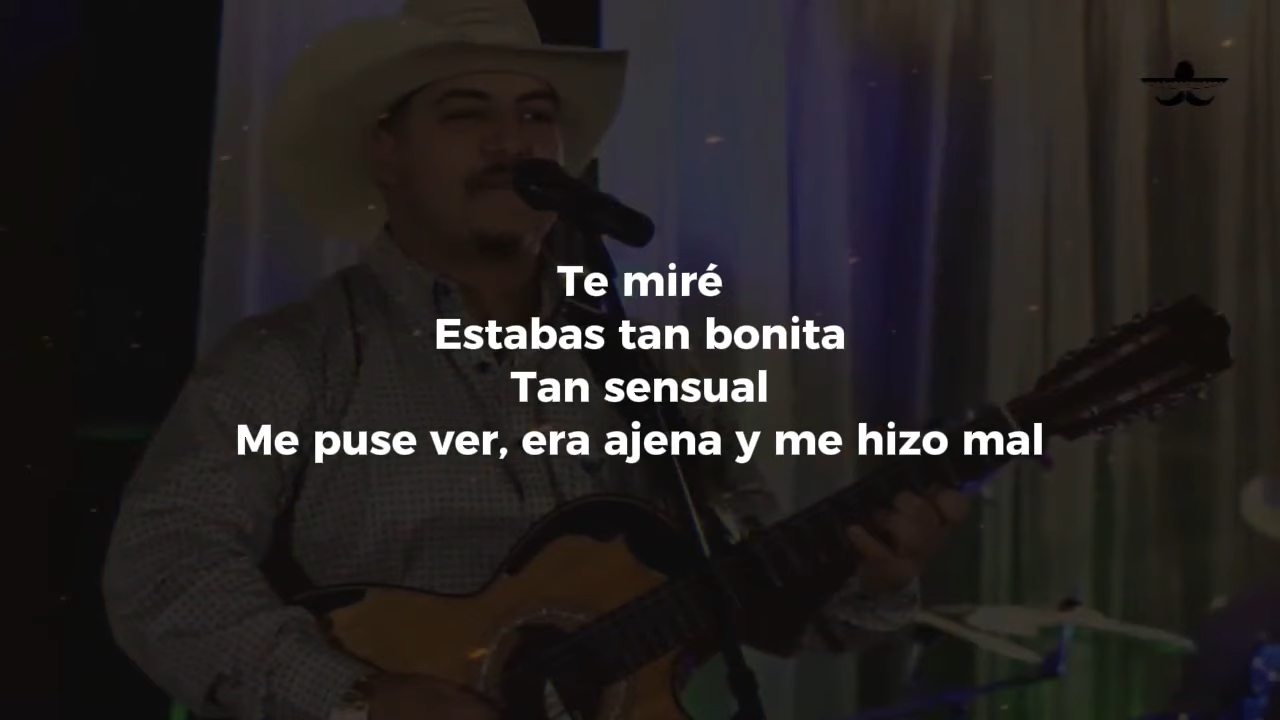 Te miré
Estabas tan bonita
Tan sensual
Me puse ver, era ajena y me hizo mal